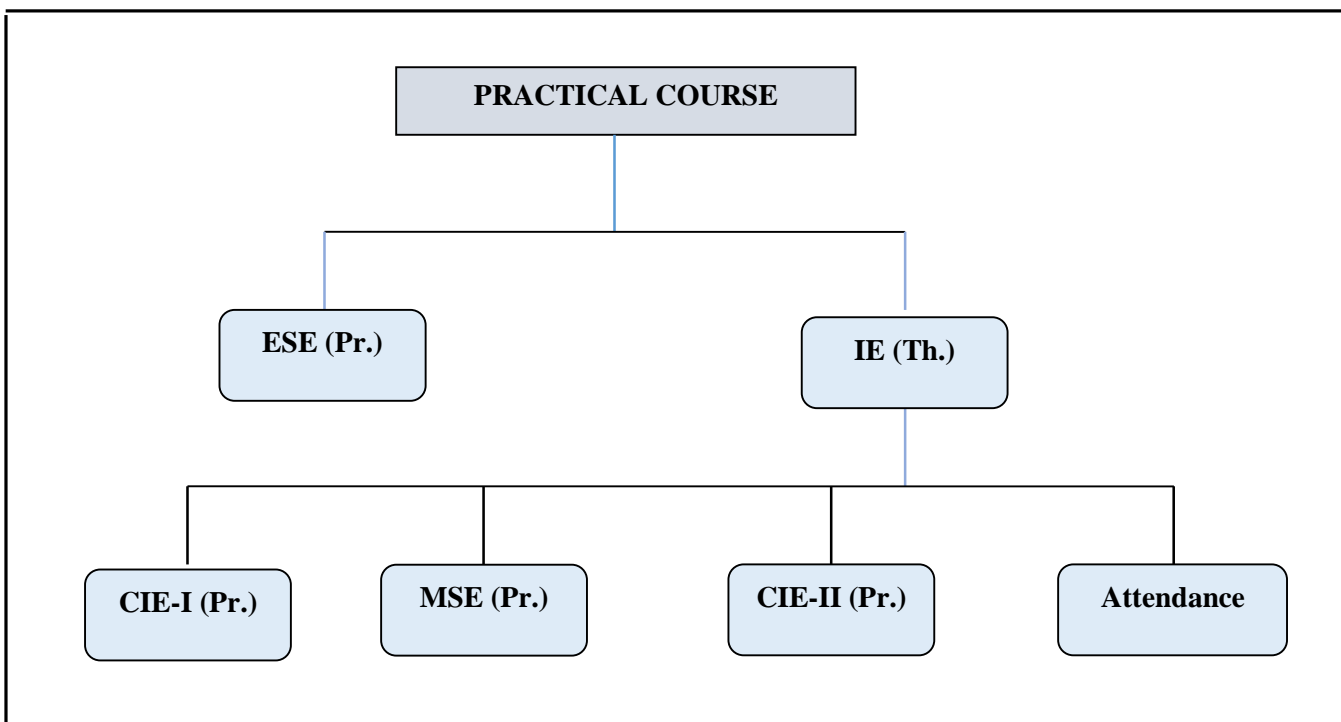 PRACTICAL COURSE
ESE (Pr.)
IE (Th.)
CIE-I (Pr.)
MSE (Pr.)
CIE-II (Pr.)
Attendance